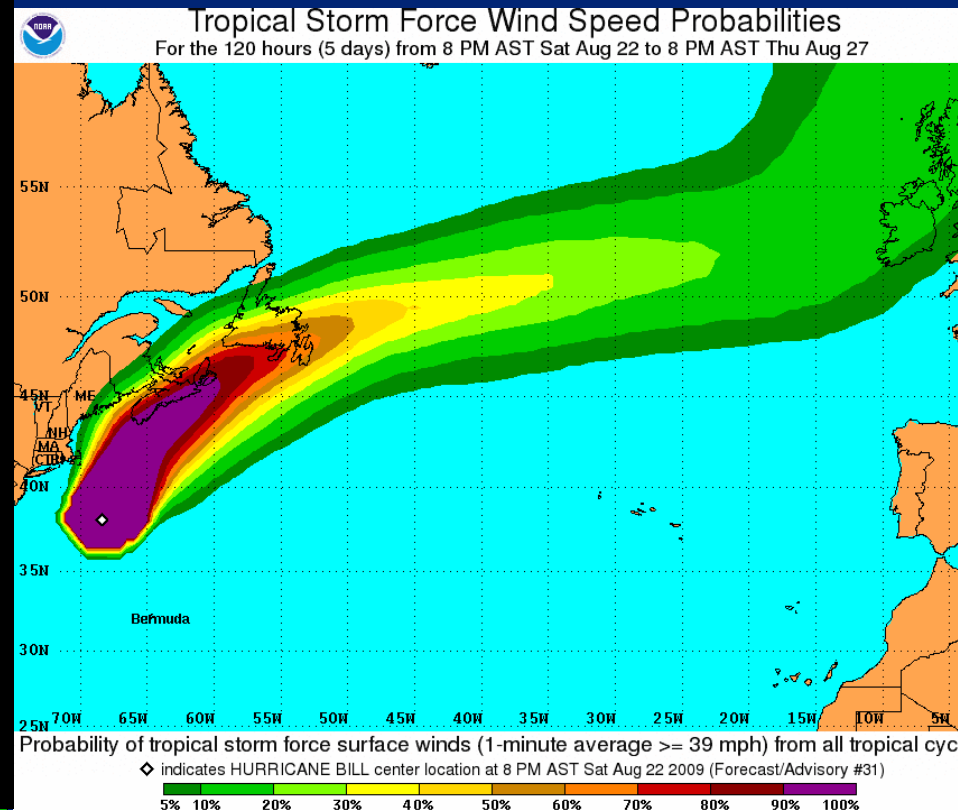 NOAA
Tropical Storm Force Wind Speed Probabilities
For the 120 hours (5 days) from 8 PM AST Sat Aug 22 to 8 PM AST Thu Aug 27
55N
50N
45N
ME
VT
NH
MA
CT
40N
35N
Bermuda
30N
25N 70W 65W 60W 55W 50W 45W 40W 35W 30W 25W 20W 15W 10W 5W
Probability of tropical storm force surface winds (1-minute average >= 39 mph) from all tropical cyc
◇ indicates HURRICANE BILL center location at 8 PM AST Sat Aug 22 2009 (Forecast/Advisory #31)
5% 10% 20% 30% 40% 50% 60% 70% 80% 90% 100%